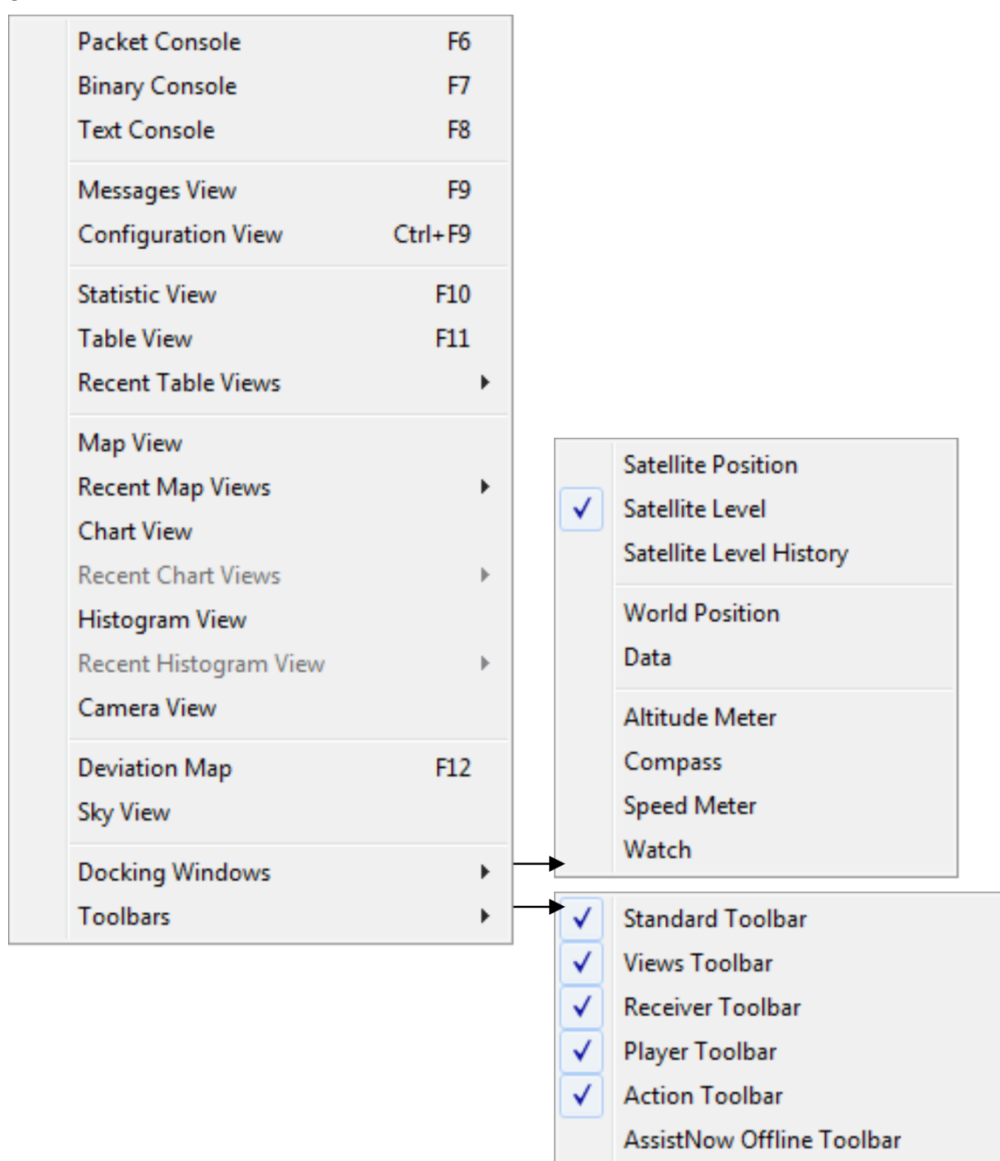 Packet Console F6
Binary Console F7
Text Console F8
Messages View F9
Configuration View Ctrl+F9
Statistic View F10
Table View F11
Recent Table Views
Map View
Recent Map Views
Chart View
Recent Chart Views
Histogram View
Recent Histogram View
Camera View
Deviation Map F12
Sky View
Docking Windows
Toolbars
Satellite Position
Satellite Level
Satellite Level History
World Position
Data
Altitude Meter
Compass
Speed Meter
Watch
Standard Toolbar
Views Toolbar
Receiver Toolbar
Player Toolbar
Action Toolbar
AssistNow Offline Toolbar